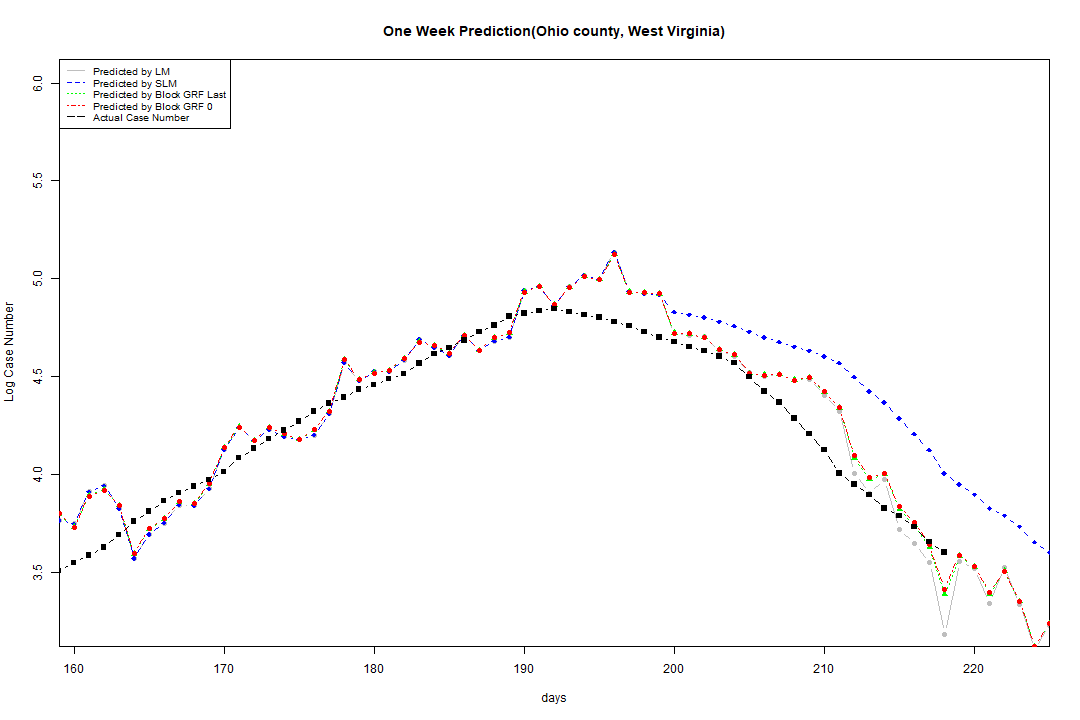 One Week Prediction(Ohio county, West Virginia)
Predicted by LM
Predicted by SLM
Predicted by Block GRF Last
Predicted by Block GRF 0
Actual Case Number
6.0
5.5
5.0
4.5
4.0
3.5
Log Case Number
160 170 180 190 200 210 220
days